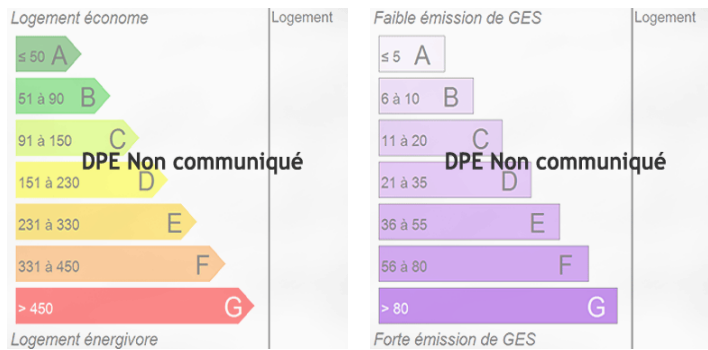 Logement économe
Logement
≤ 50 A
51 à 90 B
91 à 150 C
DPE Non communiqué
151 à 230 D
231 à 330 E
331 à 450 F
> 450 G
Logement énergivore
Faible émission de GES
Logement
≤ 5 A
6 à 10 B
11 à 20 C
DPE Non communiqué
21 à 35 D
36 à 55 E
56 à 80 F
> 80 G
Forte émission de GES